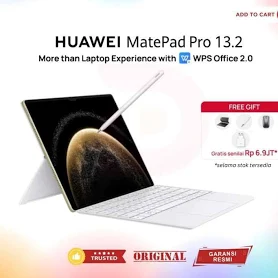 ADD TO CART
HUAWEI MatePad Pro 13.2
More than Laptop Experience with WPS Office 2.0
FREE GIFT
Gratis senilai Rp 6.9JT*
*selama stok tersedia
TRUSTED
ORIGINAL
GARANSI
RESMI